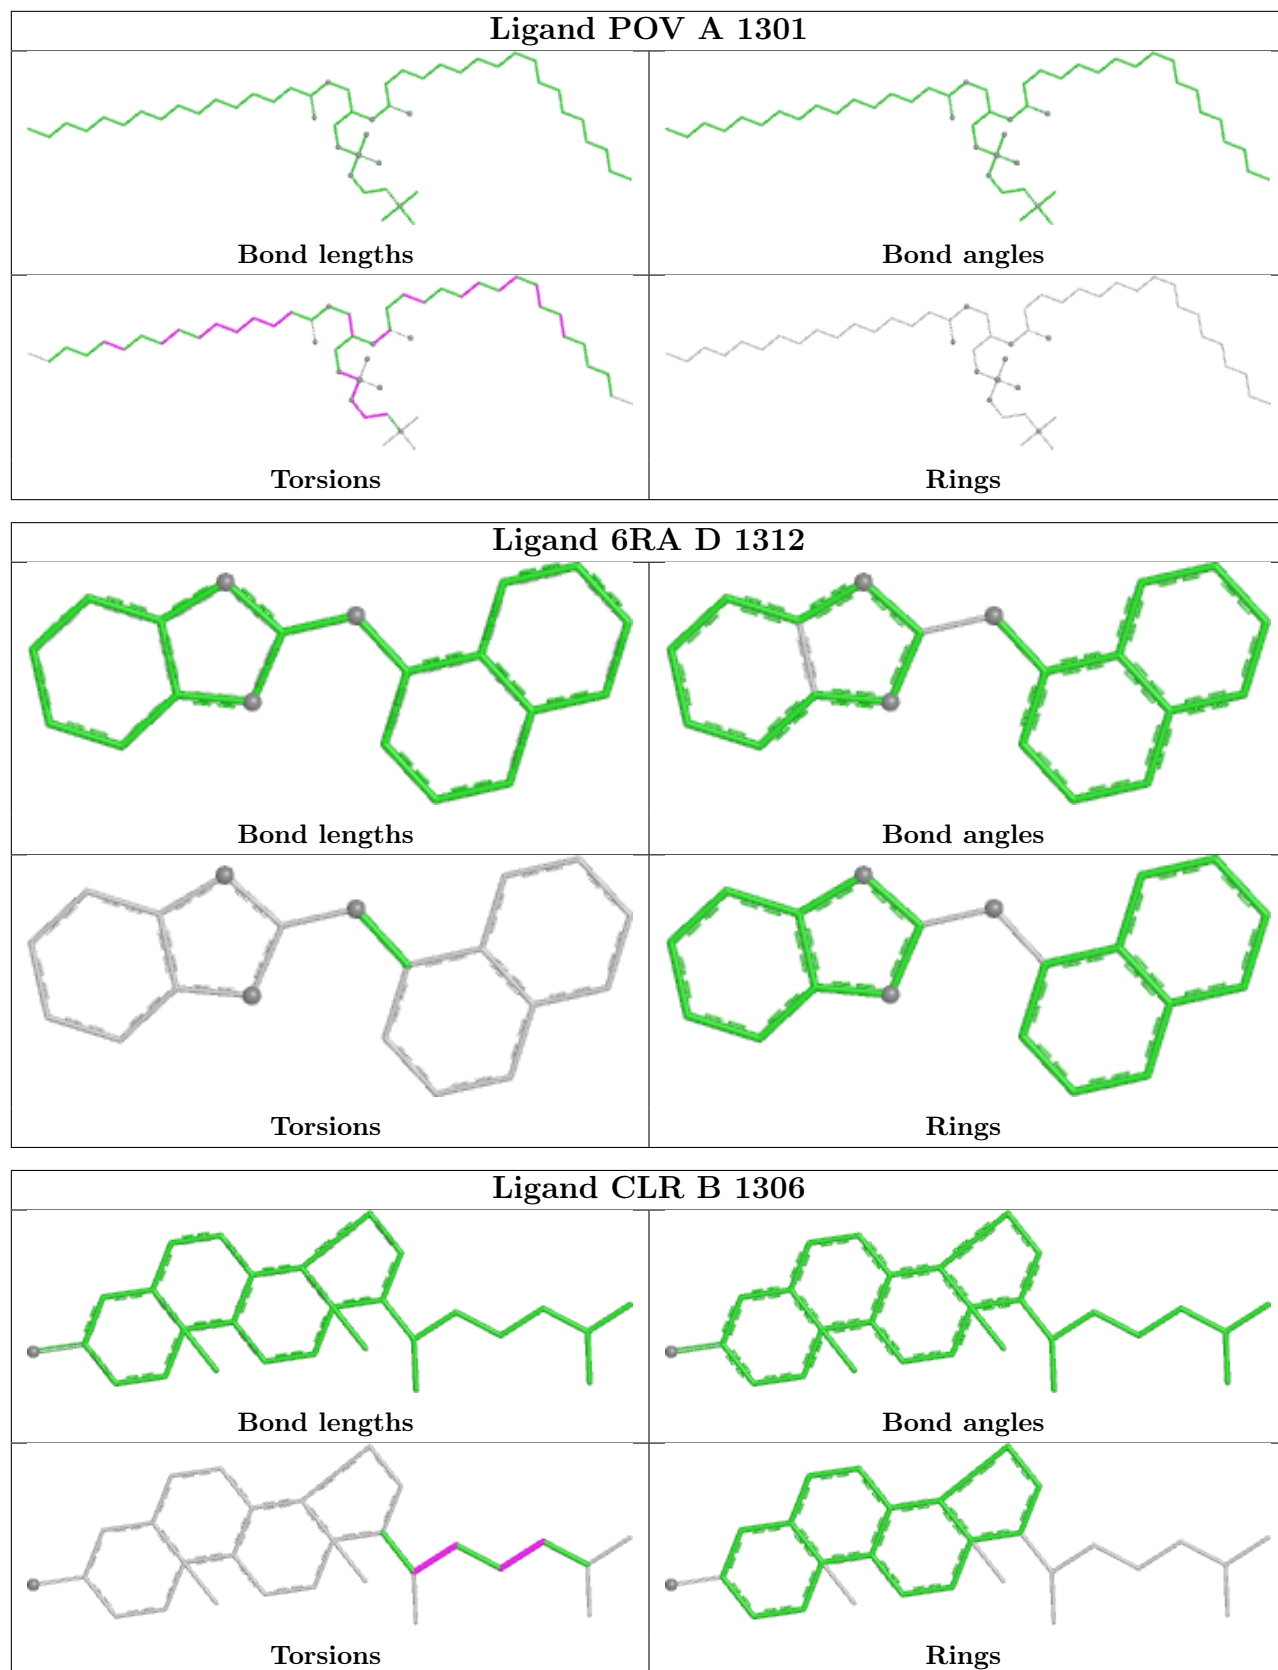 Ligand POV A 1301
Bond lengths
Bond angles
Torsions
Rings
Ligand 6RA D 1312
Bond lengths
Bond angles
Torsions
Rings
Ligand CLR B 1306
Bond lengths
Bond angles
Torsions
Rings